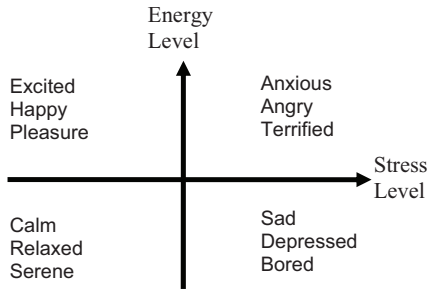 Energy
Level
Excited
Happy
Pleasure
Anxious
Angry
Terrified
Stress
Level
Calm
Relaxed
Serene
Sad
Depressed
Bored